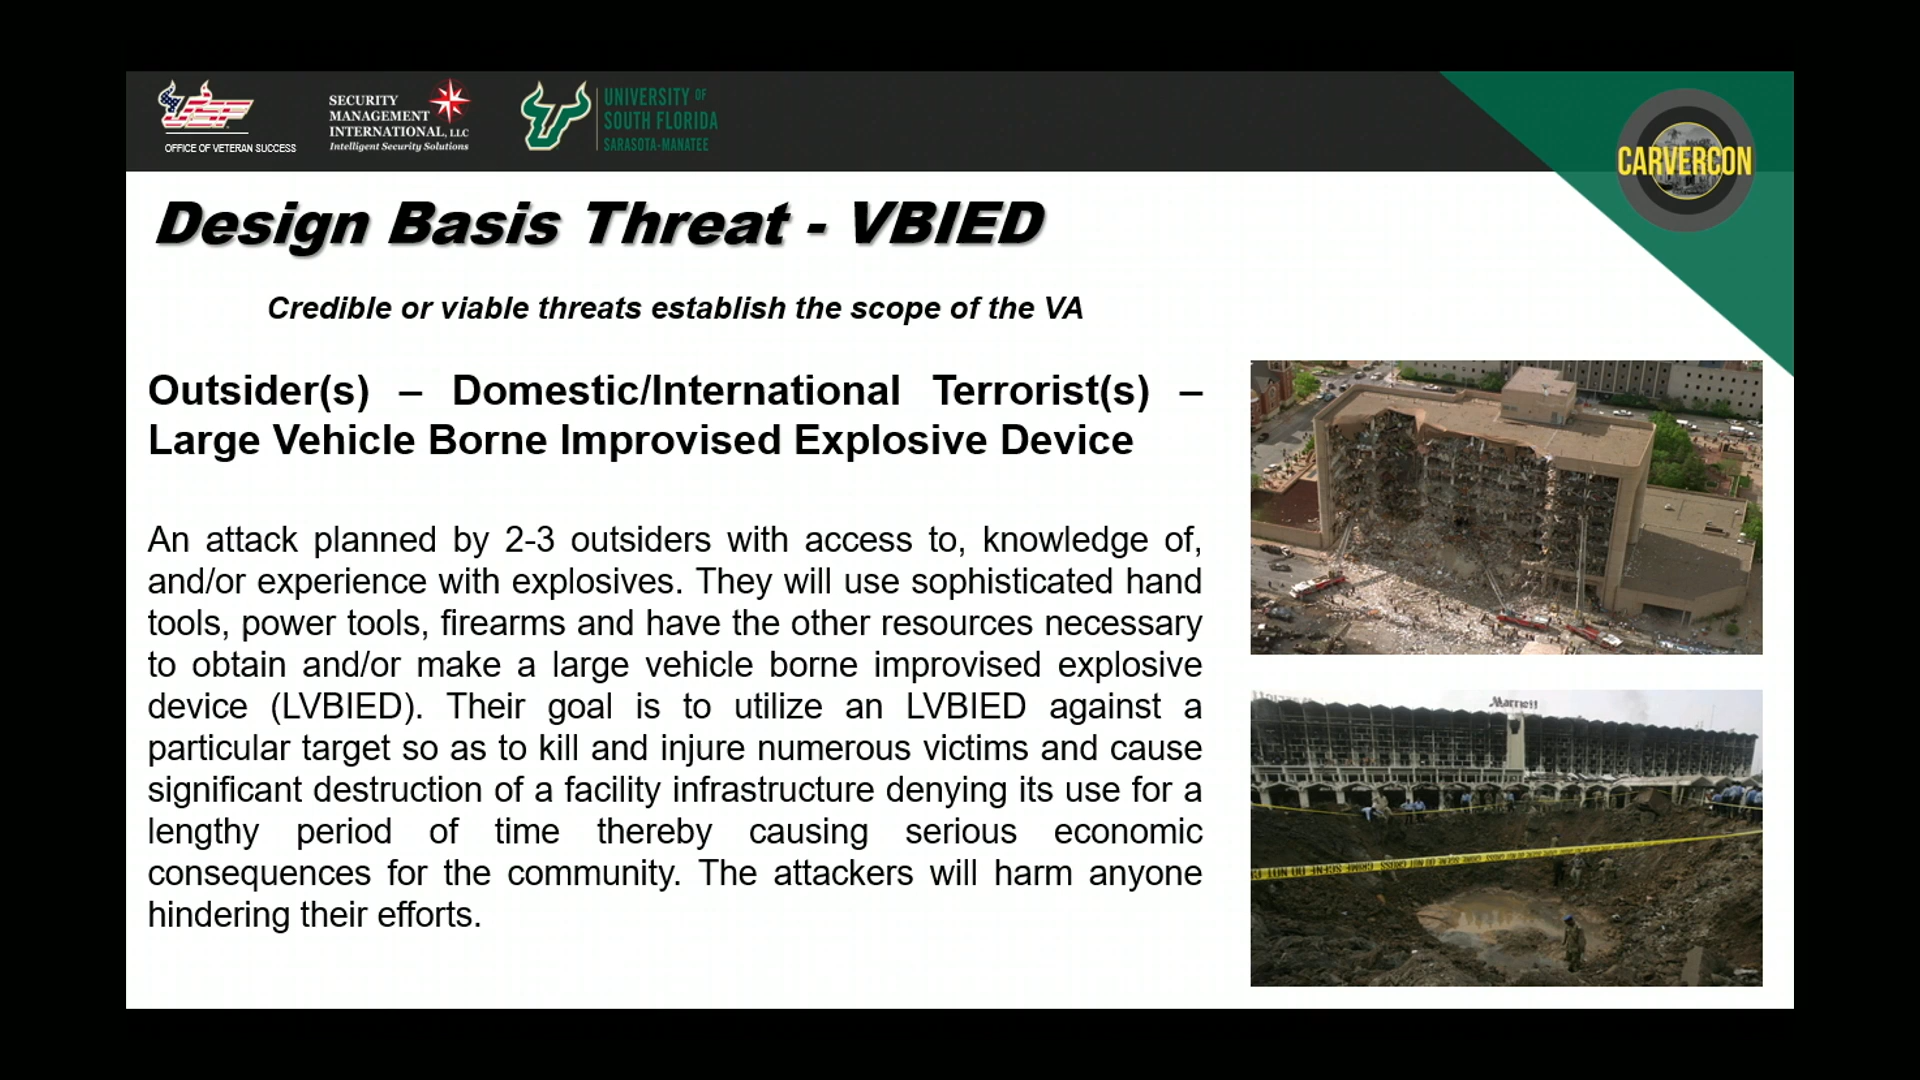 USF
OFFICE OF VETERAN SUCCESS
SECURITY
MANAGEMENT
INTERNATIONAL, LLC
Intelligent Security Solutions
UNIVERSITY OF
SOUTH FLORIDA
SARASOTA-MANATEE
CARVERCON
Design Basis Threat - VBIED
Credible or viable threats establish the scope of the VA
Outsider(s) – Domestic/International Terrorist(s) –
Large Vehicle Borne Improvised Explosive Device
An attack planned by 2-3 outsiders with access to, knowledge of,
and/or experience with explosives. They will use sophisticated hand
tools, power tools, firearms and have the other resources necessary
to obtain and/or make a large vehicle borne improvised explosive
device (LVBIED). Their goal is to utilize an LVBIED against a
particular target so as to kill and injure numerous victims and cause
significant destruction of a facility infrastructure denying its use for a
lengthy period of time thereby causing serious economic
consequences for the community. The attackers will harm anyone
hindering their efforts.
Marriott